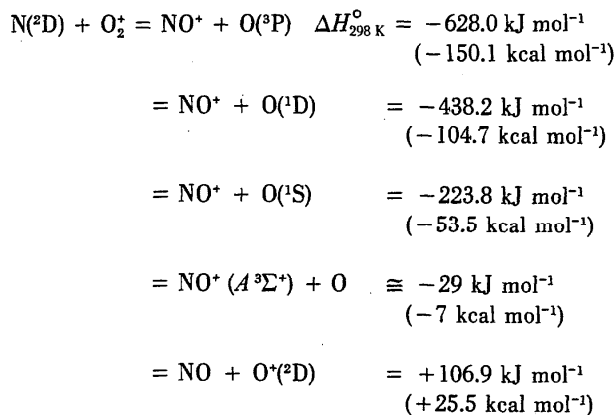 N(²D) + O₂⁺ = NO⁺ + O(³P) ΔH°₂₉₈ K = −628.0 kJ mol⁻¹
(−150.1 kcal mol⁻¹)
= NO⁺ + O(¹D) = −438.2 kJ mol⁻¹
(−104.7 kcal mol⁻¹)
= NO⁺ + O(¹S) = −223.8 kJ mol⁻¹
(−53.5 kcal mol⁻¹)
= NO⁺ (A ³Σ⁺) + O ≅ −29 kJ mol⁻¹
(−7 kcal mol⁻¹)
= NO + O⁺(²D) = +106.9 kJ mol⁻¹
(+25.5 kcal mol⁻¹)